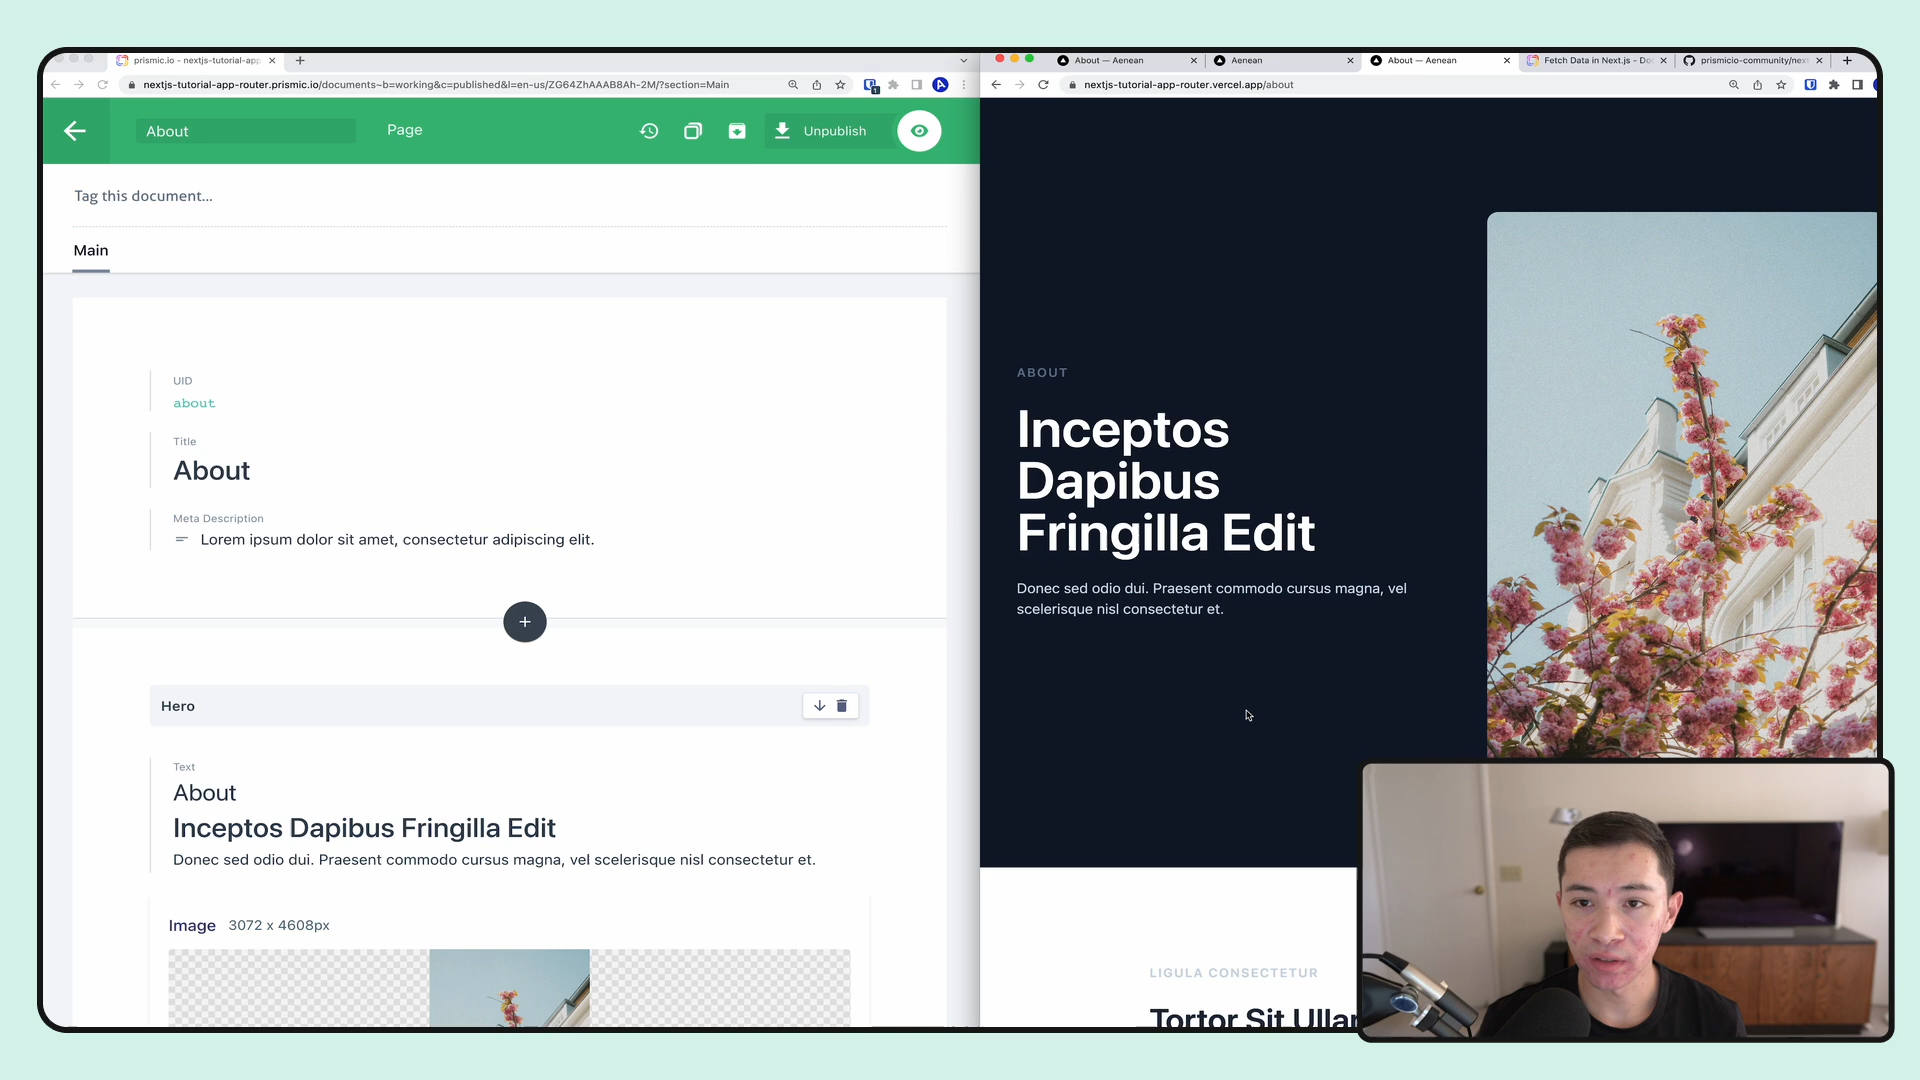 prismic.io - nextjs-tutorial-app
nextjs-tutorial-app-router.prismic.io/documents~b=working&c=published&l=en-us/ZG64ZhAAAB8Ah-2M/?section=Main
About
Page
Unpublish
Tag this document...
Main
UID
about
Title
About
Meta Description
Lorem ipsum dolor sit amet, consectetur adipiscing elit.
Hero
Text
About
Inceptos Dapibus Fringilla Edit
Donec sed odio dui. Praesent commodo cursus magna, vel scelerisque nisl consectetur et.
Image 3072 x 4608px
About — Aenean
Aenean
About — Aenean
Fetch Data in Next.js - Do
prismicio-community/nex
nextjs-tutorial-app-router.vercel.app/about
ABOUT
Inceptos
Dapibus
Fringilla Edit
Donec sed odio dui. Praesent commodo cursus magna, vel
scelerisque nisl consectetur et.
LIGULA CONSECTETUR
Tortor Sit Ullar